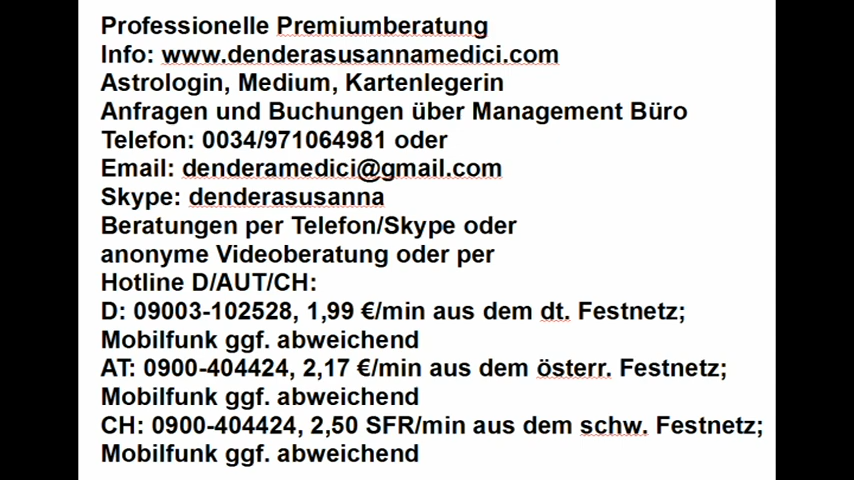 Professionelle Premiumberatung
Info: www.denderasusannamedici.com
Astrologin, Medium, Kartenlegerin
Anfragen und Buchungen über Management Büro
Telefon: 0034/971064981 oder
Email: denderamedici@gmail.com
Skype: denderasusanna
Beratungen per Telefon/Skype oder
anonyme Videoberatung oder per
Hotline D/AUT/CH:
D: 09003-102528, 1,99 €/min aus dem dt. Festnetz;
Mobilfunk ggf. abweichend
AT: 0900-404424, 2,17 €/min aus dem österr. Festnetz;
Mobilfunk ggf. abweichend
CH: 0900-404424, 2,50 SFR/min aus dem schw. Festnetz;
Mobilfunk ggf. abweichend